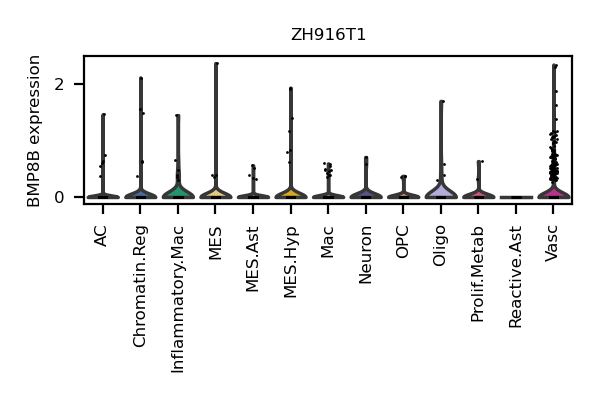 ZH916T1
BMP8B expression
2
0
AC
Chromatin.Reg
Inflammatory.Mac
MES
MES.Ast
MES.Hyp
Mac
Neuron
OPC
Oligo
Prolif.Metab
Reactive.Ast
Vasc